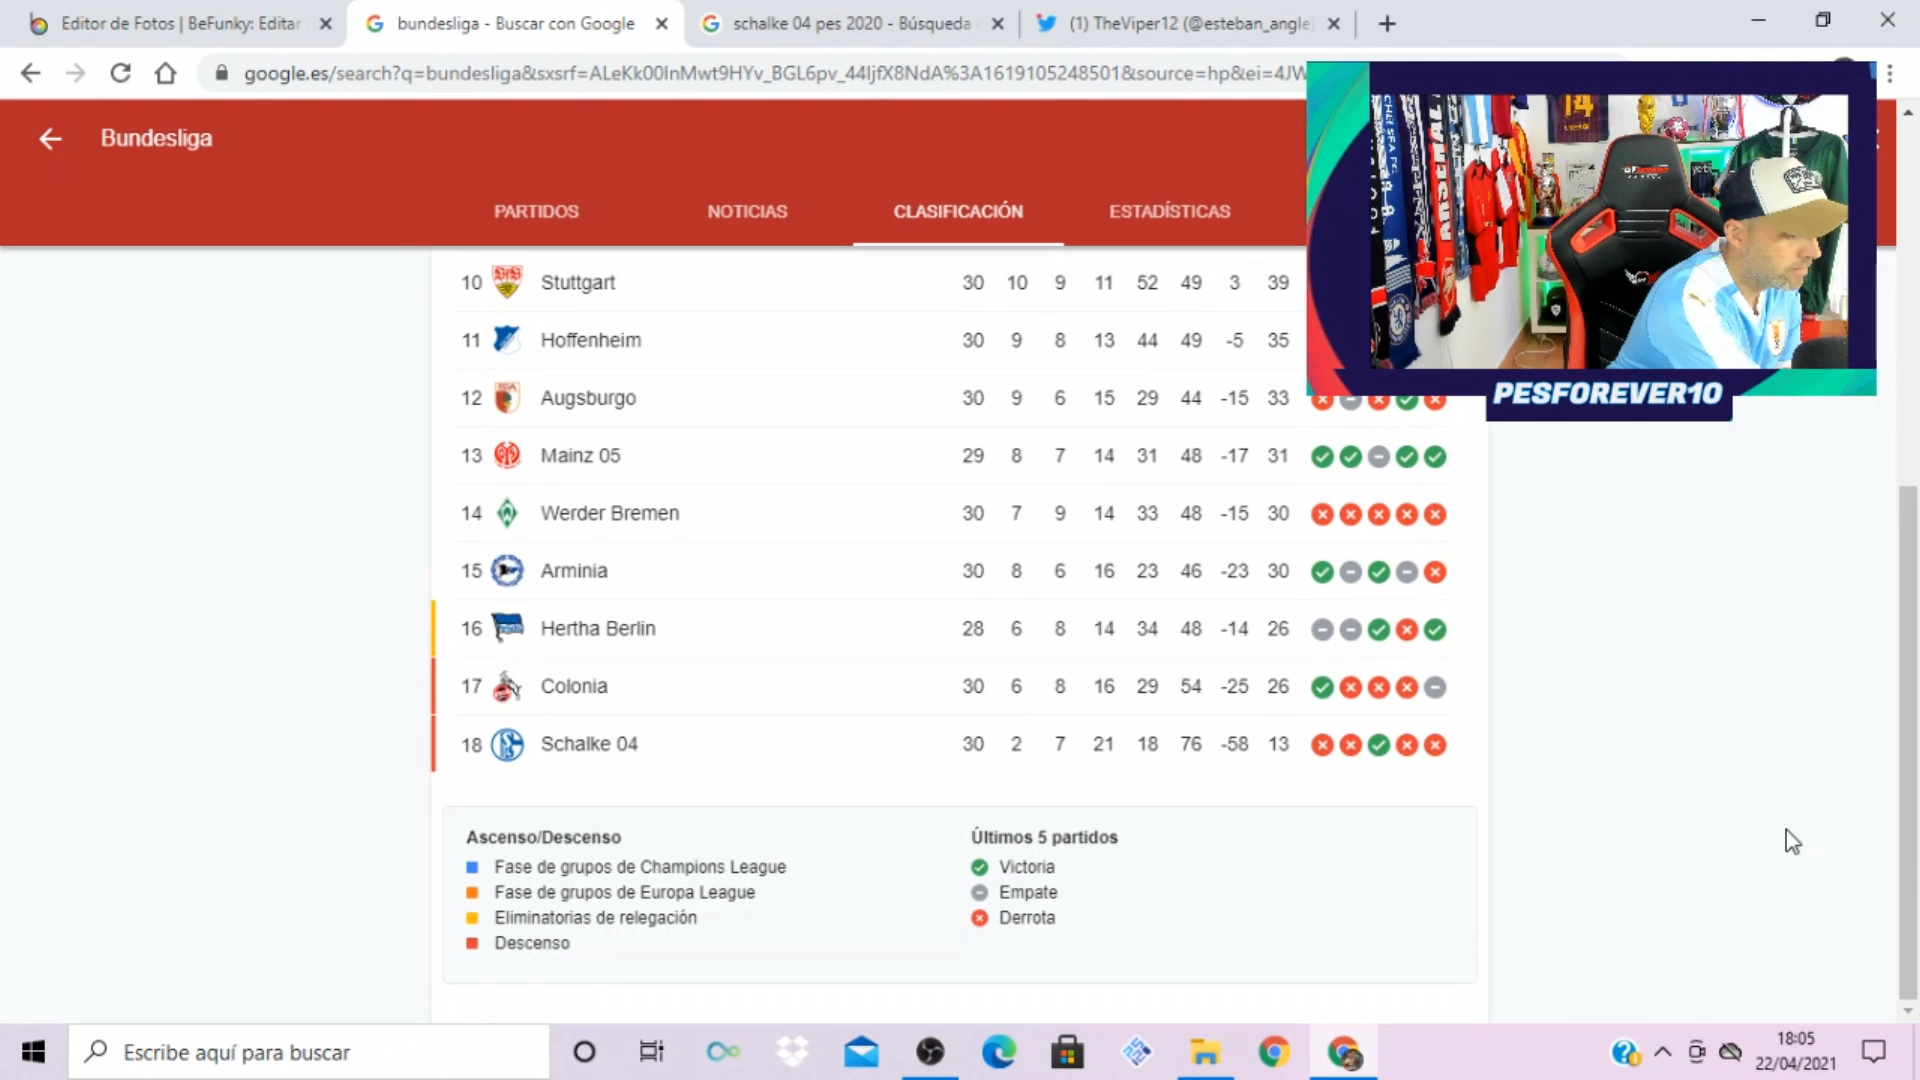 Editor de Fotos | BeFunky: Editar
bundesliga - Buscar con Google
schalke 04 pes 2020 - Búsqueda
(1) TheViper12 (@esteban_angle
google.es/search?q=bundesliga&sxsrf=ALeKk00InMwt9HYv_BGL6pv_44IjfX8NdA%3A1619105248501&source=hp&ei=4JW
Bundesliga
PARTIDOS NOTICIAS CLASIFICACIÓN ESTADÍSTICAS
10 Stuttgart 30 10 9 11 52 49 3 39
11 Hoffenheim 30 9 8 13 44 49 -5 35
12 Augsburgo 30 9 6 15 29 44 -15 33
13 Mainz 05 29 8 7 14 31 48 -17 31
14 Werder Bremen 30 7 9 14 33 48 -15 30
15 Arminia 30 8 6 16 23 46 -23 30
16 Hertha Berlin 28 6 8 14 34 48 -14 26
17 Colonia 30 6 8 16 29 54 -25 26
18 Schalke 04 30 2 7 21 18 76 -58 13
14
ARSENAL
PESFOREVER10
Ascenso/Descenso
Fase de grupos de Champions League
Fase de grupos de Europa League
Eliminatorias de relegación
Descenso
Últimos 5 partidos
Victoria
Empate
Derrota
Escribe aquí para buscar
18:05
22/04/2021